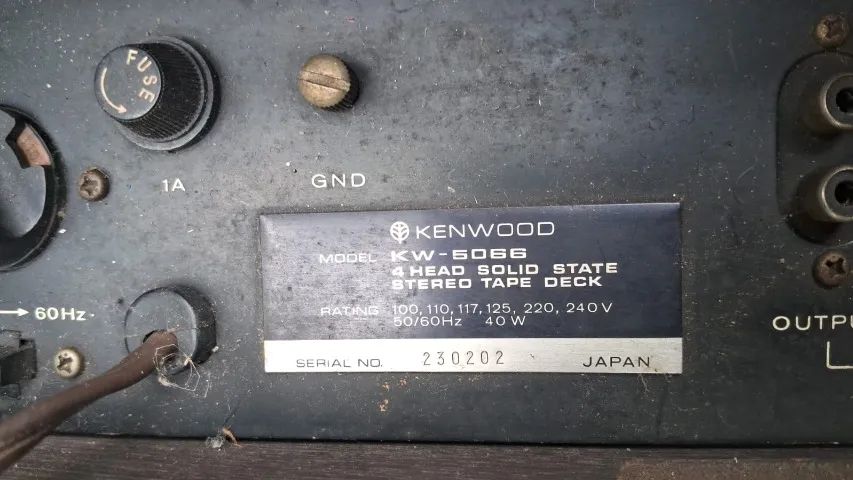 FUSE
1A
GND
KENWOOD
MODEL KW-5066
4 HEAD SOLID STATE
STEREO TAPE DECK
RATING 100, 110, 117, 125, 220, 240 V
50/60Hz 40 W
SERIAL NO. 230202 JAPAN
→ 60Hz
OUTPU
L